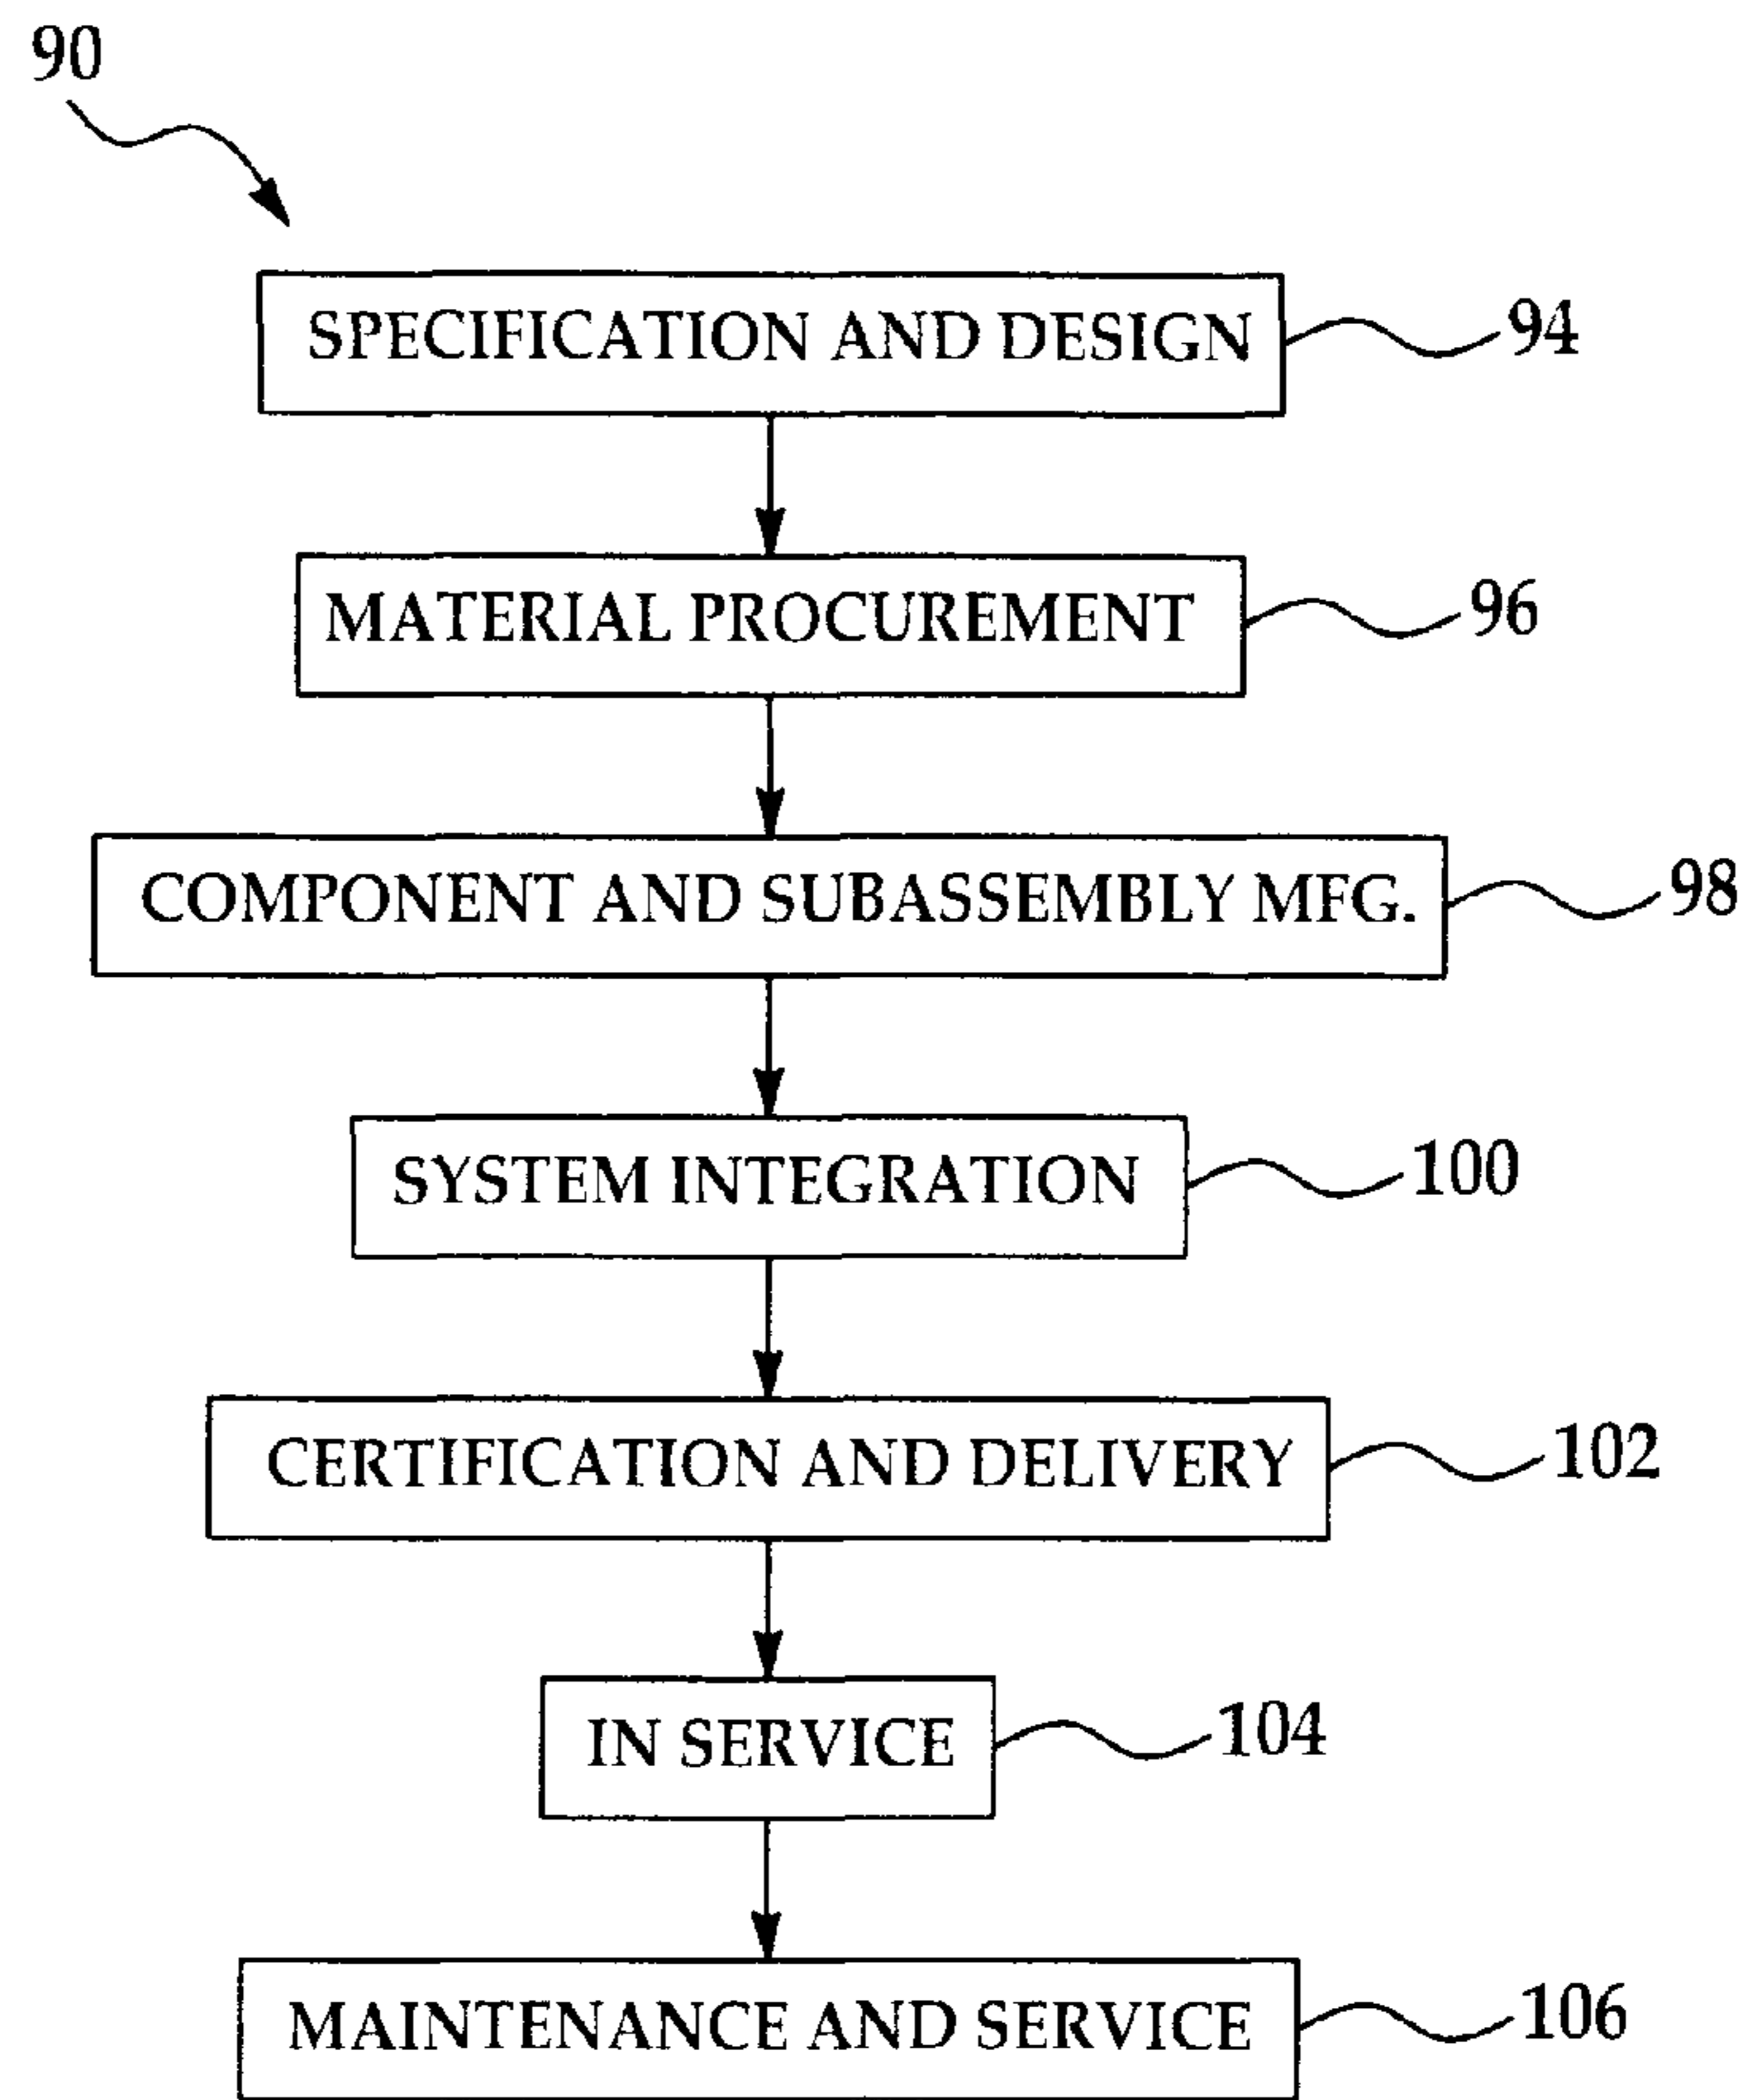 90
SPECIFICATION AND DESIGN 94
MATERIAL PROCUREMENT 96
COMPONENT AND SUBASSEMBLY MFG. 98
SYSTEM INTEGRATION 100
CERTIFICATION AND DELIVERY 102
IN SERVICE 104
MAINTENANCE AND SERVICE 106